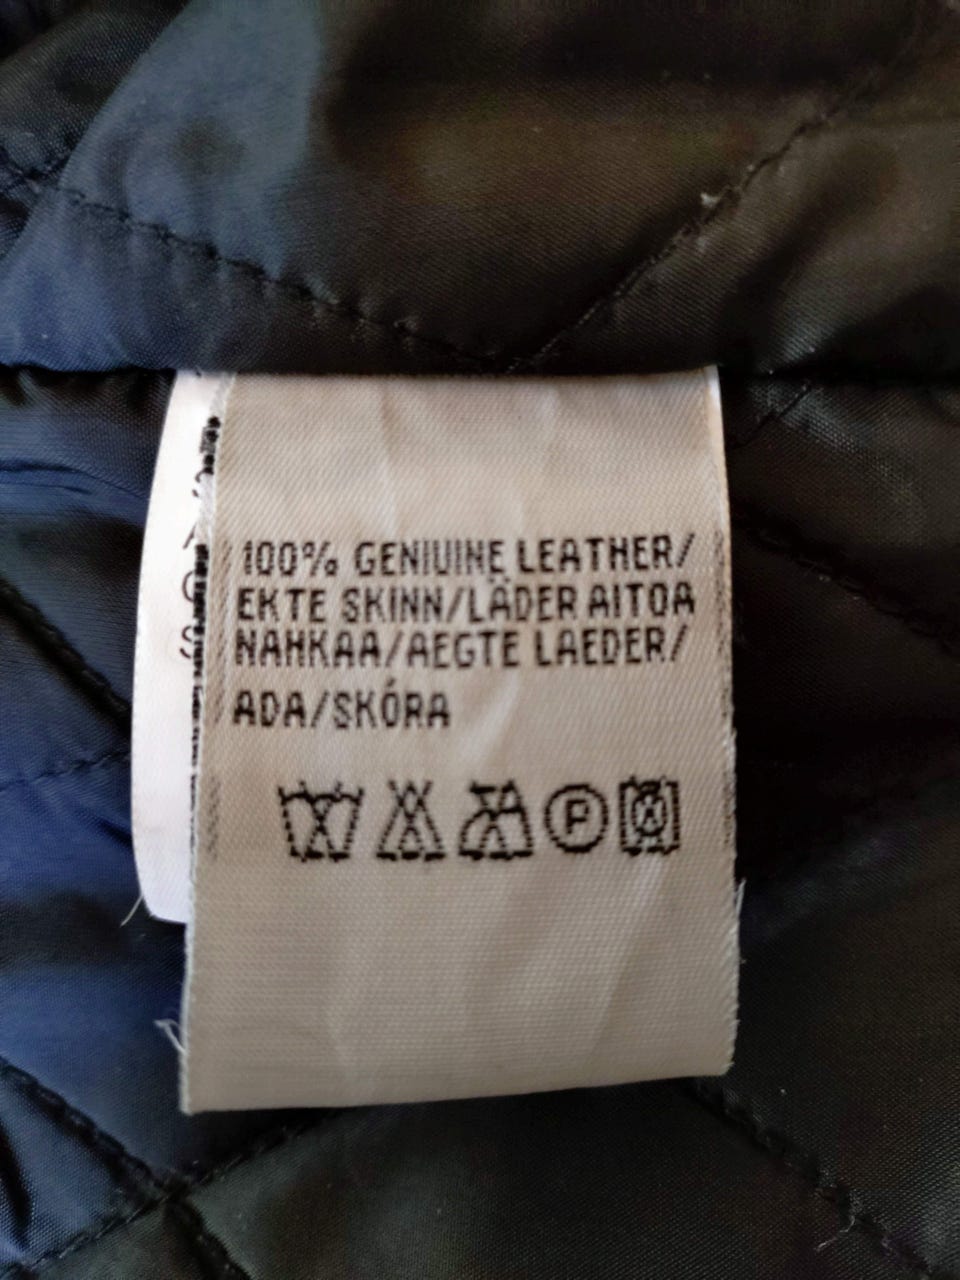 100% GENIUINE LEATHER/
EKTE SKINN/LÄDER AITOA
NAHKAA/AEGTE LAEDER/
ADA/SKÓRA
P